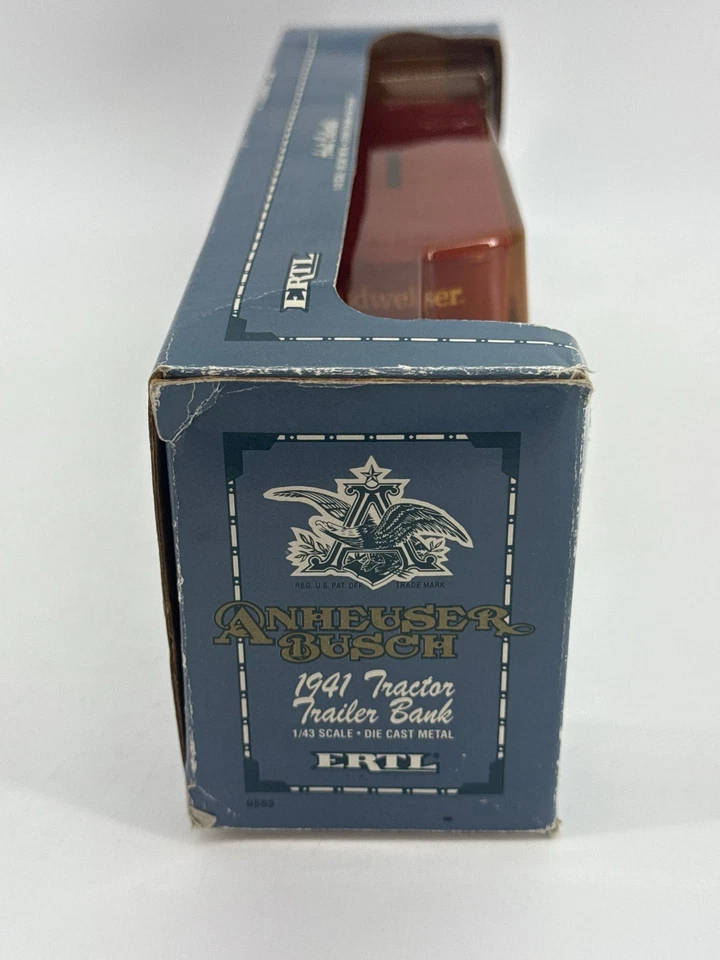 ERTL
dweiser.
REG. U.S. PAT. OFF. TRADE MARK
ANHEUSER
BUSCH
1941 Tractor
Trailer Bank
1/43 SCALE • DIE CAST METAL
ERTL